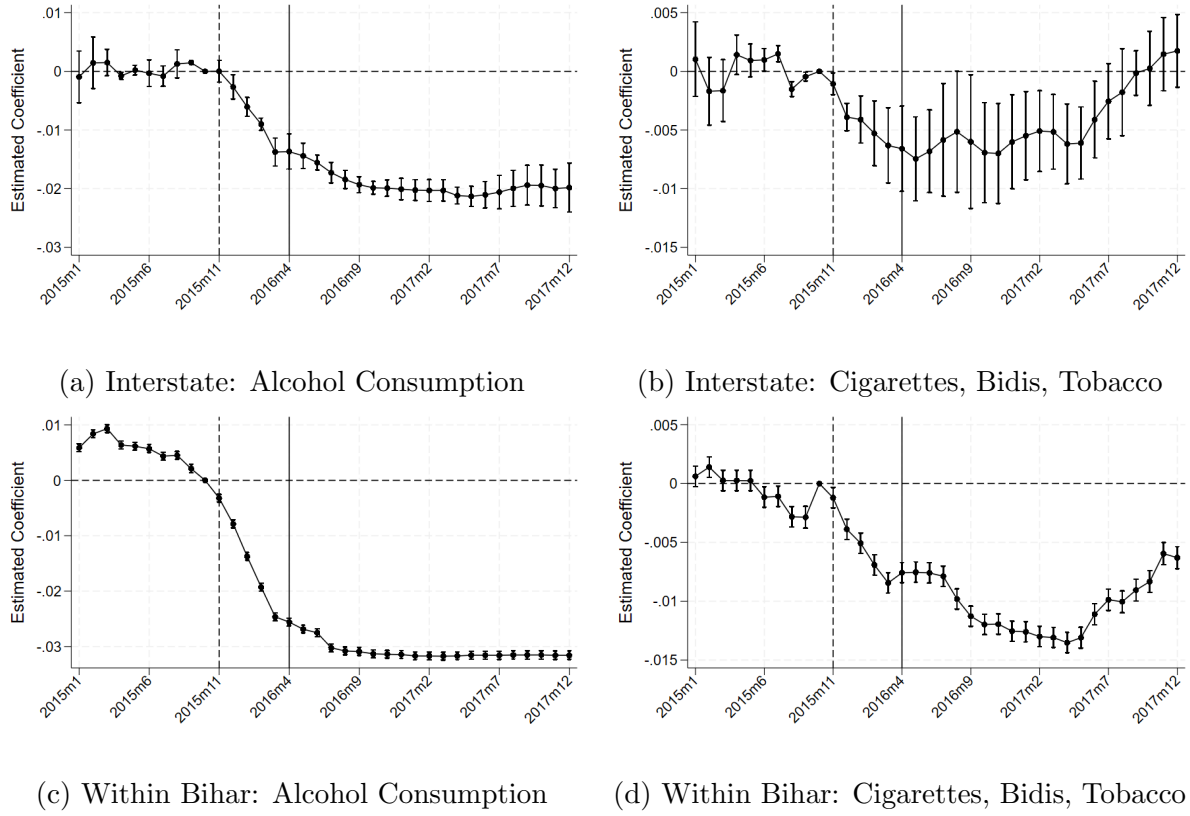 Estimated Coefficient
.01
0
-.01
-.02
-.03
2015m1
2015m6
2015m11
2016m4
2016m9
2017m2
2017m7
2017m12
(a) Interstate: Alcohol Consumption
Estimated Coefficient
.005
0
-.005
-.01
-.015
2015m1
2015m6
2015m11
2016m4
2016m9
2017m2
2017m7
2017m12
(b) Interstate: Cigarettes, Bidis, Tobacco
Estimated Coefficient
.01
0
-.01
-.02
-.03
2015m1
2015m6
2015m11
2016m4
2016m9
2017m2
2017m7
2017m12
(c) Within Bihar: Alcohol Consumption
Estimated Coefficient
.005
0
-.005
-.01
-.015
2015m1
2015m6
2015m11
2016m4
2016m9
2017m2
2017m7
2017m12
(d) Within Bihar: Cigarettes, Bidis, Tobacco